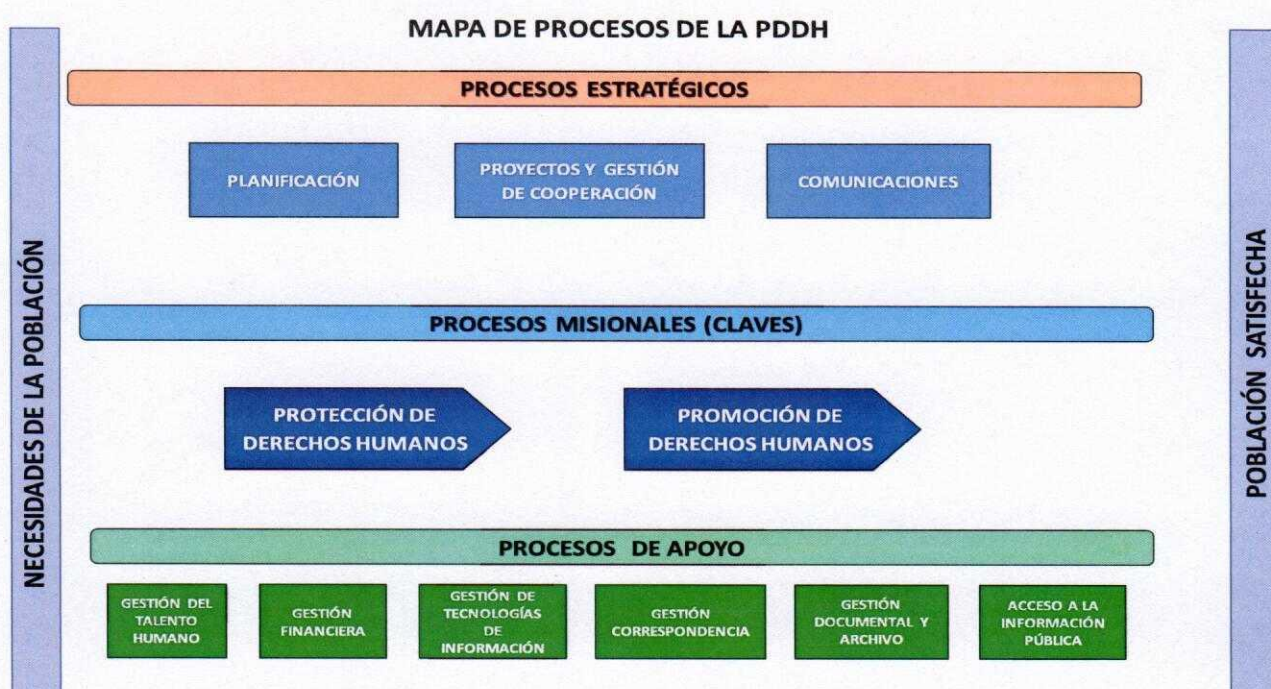 MAPA DE PROCESOS DE LA PDDH
NECESIDADES DE LA POBLACIÓN
PROCESOS ESTRATÉGICOS
PLANIFICACIÓN
PROYECTOS Y GESTIÓN
DE COOPERACIÓN
COMUNICACIONES
PROCESOS MISIONALES (CLAVES)
PROTECCIÓN DE
DERECHOS HUMANOS
PROMOCIÓN DE
DERECHOS HUMANOS
PROCESOS DE APOYO
GESTIÓN DEL
TALENTO
HUMANO
GESTIÓN
FINANCIERA
GESTIÓN DE
TECNOLOGÍAS
DE
INFORMACIÓN
GESTIÓN
CORRESPONDENCIA
GESTIÓN
DOCUMENTAL Y
ARCHIVO
ACCESO A LA
INFORMACIÓN
PÚBLICA
POBLACIÓN SATISFECHA